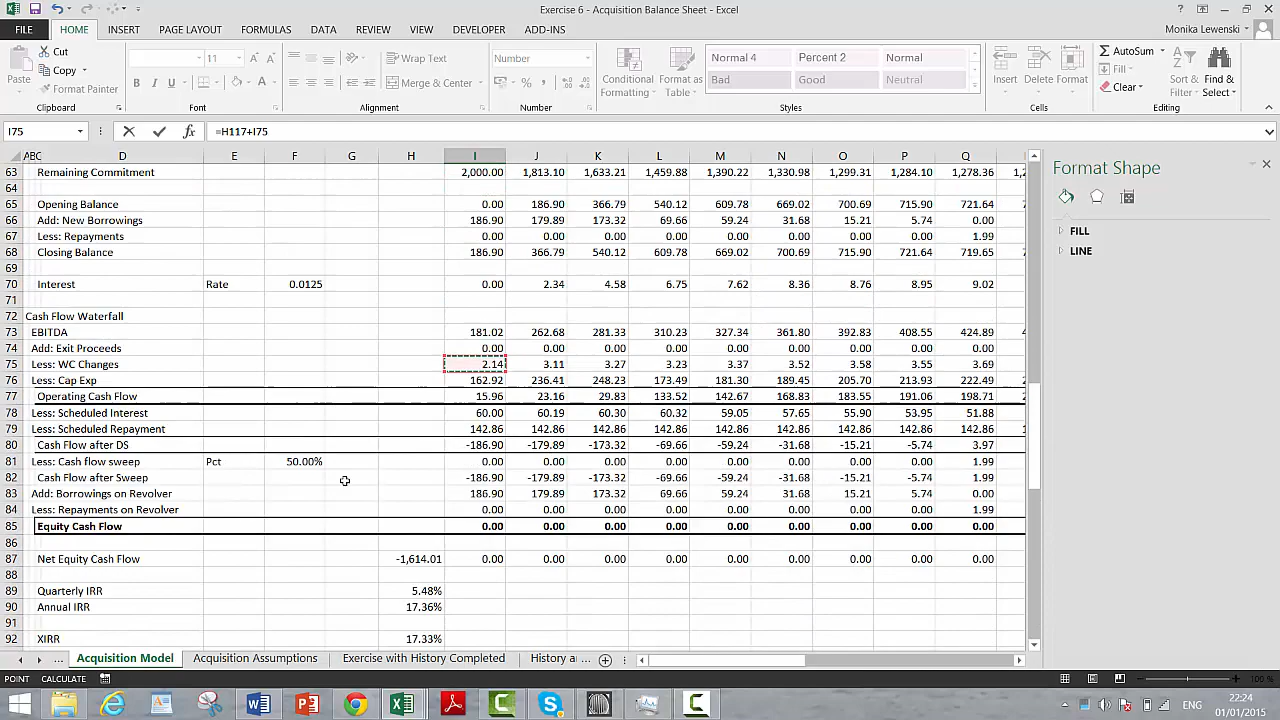 Exercise 6 - Acquisition Balance Sheet - Excel
FILE HOME INSERT PAGE LAYOUT FORMULAS DATA REVIEW VIEW DEVELOPER ADD-INS Monika Lewenski
Paste Cut Copy Format Painter Clipboard
11 Font
Wrap Text Merge & Center Alignment
Number Number
Conditional Formatting Format as Table
Normal 4 Percent 2 Normal
Bad Good Neutral
Styles
Insert Delete Format Cells
AutoSum Fill Clear Sort & Filter Find & Select Editing
I75 =H117+I75
ABC D E F G H I J K L M N O P Q
63 Remaining Commitment 2,000.00 1,813.10 1,633.21 1,459.88 1,390.22 1,330.98 1,299.31 1,284.10 1,278.36
64
65 Opening Balance 0.00 186.90 366.79 540.12 609.78 669.02 700.69 715.90 721.64
66 Add: New Borrowings 186.90 179.89 173.32 69.66 59.24 31.68 15.21 5.74 0.00
67 Less: Repayments 0.00 0.00 0.00 0.00 0.00 0.00 0.00 0.00 1.99
68 Closing Balance 186.90 366.79 540.12 609.78 669.02 700.69 715.90 721.64 719.65
69
70 Interest Rate 0.0125 0.00 2.34 4.58 6.75 7.62 8.36 8.76 8.95 9.02
71
72 Cash Flow Waterfall
73 EBITDA 181.02 262.68 281.33 310.23 327.34 361.80 392.83 408.55 424.89
74 Add: Exit Proceeds 0.00 0.00 0.00 0.00 0.00 0.00 0.00 0.00 0.00
75 Less: WC Changes 2.14 3.11 3.27 3.23 3.37 3.52 3.58 3.55 3.69
76 Less: Cap Exp 162.92 236.41 248.23 173.49 181.30 189.45 205.70 213.93 222.49
77 Operating Cash Flow 15.96 23.16 29.83 133.52 142.67 168.83 183.55 191.06 198.71
78 Less: Scheduled Interest 60.00 60.19 60.30 60.32 59.05 57.65 55.90 53.95 51.88
79 Less: Scheduled Repayment 142.86 142.86 142.86 142.86 142.86 142.86 142.86 142.86 142.86
80 Cash Flow after DS -186.90 -179.89 -173.32 -69.66 -59.24 -31.68 -15.21 -5.74 3.97
81 Less: Cash flow sweep Pct 50.00% 0.00 0.00 0.00 0.00 0.00 0.00 0.00 0.00 1.99
82 Cash Flow after Sweep -186.90 -179.89 -173.32 -69.66 -59.24 -31.68 -15.21 -5.74 1.99
83 Add: Borrowings on Revolver 186.90 179.89 173.32 69.66 59.24 31.68 15.21 5.74 0.00
84 Less: Repayments on Revolver 0.00 0.00 0.00 0.00 0.00 0.00 0.00 0.00 1.99
85 Equity Cash Flow 0.00 0.00 0.00 0.00 0.00 0.00 0.00 0.00 0.00
86
87 Net Equity Cash Flow -1,614.01 0.00 0.00 0.00 0.00 0.00 0.00 0.00 0.00 0.00
88
89 Quarterly IRR 5.48%
90 Annual IRR 17.36%
91
92 XIRR 17.33%
Format Shape
FILL
LINE
... Acquisition Model Acquisition Assumptions Exercise with History Completed History a ...
POINT CALCULATE 100 %
ENG 22:24
01/01/2015